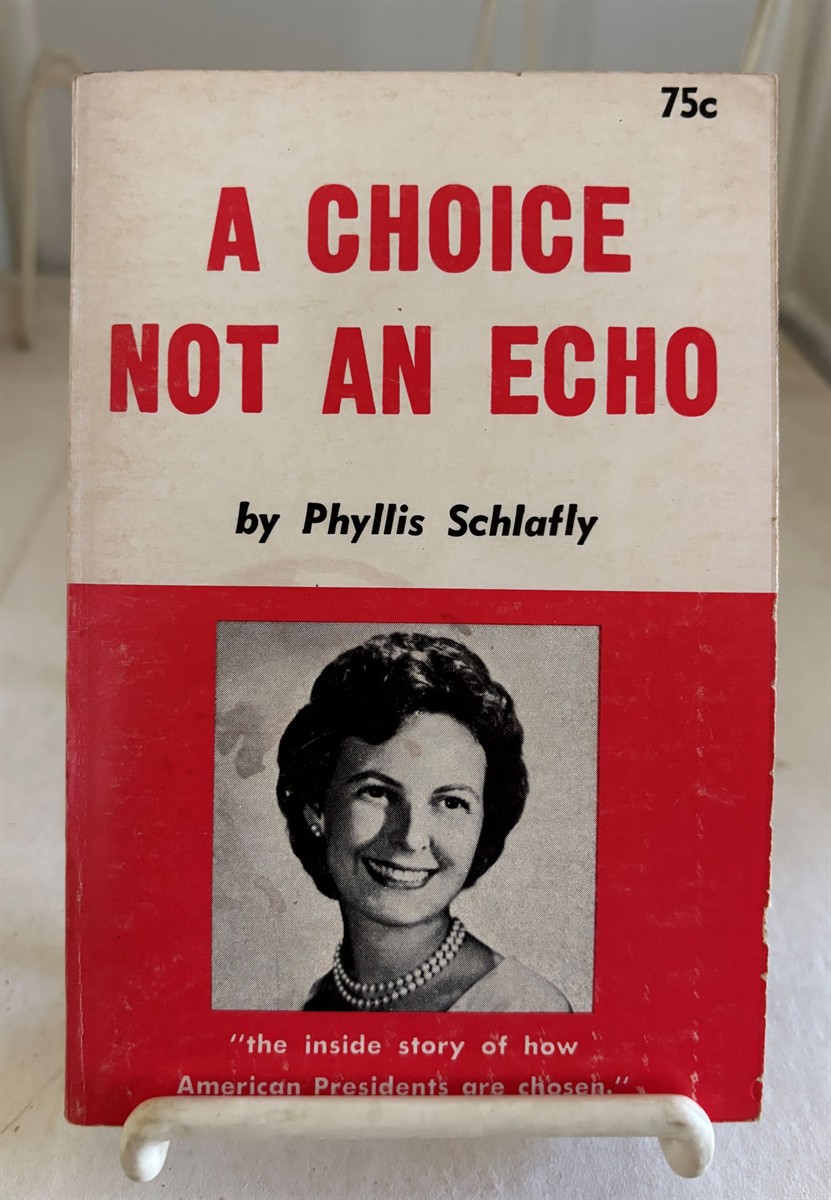 75c
A CHOICE
NOT AN ECHO
by Phyllis Schlafly
"the inside story of how
American Presidents are chosen."